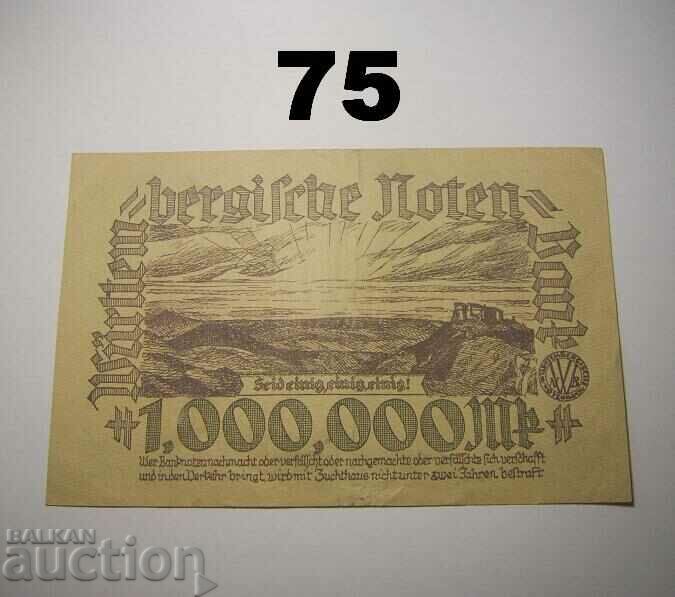 75
Württem-
bergische Noten-
Bank
Seid einig, einig, einig!
1,000,000 Mk
Wer Banknoten nachmacht oder verfälscht oder nachgemachte oder verfälschte sich verschafft
und in den Verkehr bringt, wird mit Zuchthaus nicht unter zwei Jahren bestraft
BALKAN
auction